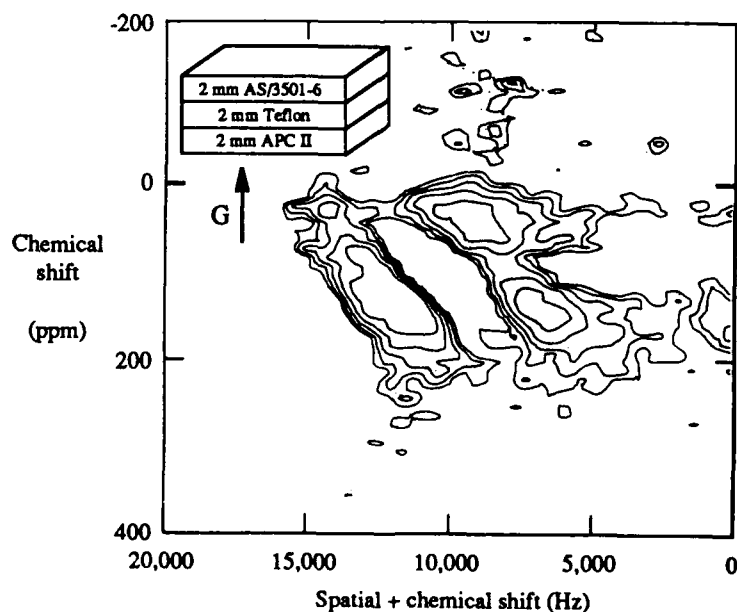 -200
0
200
400
Chemical
shift
(ppm)
2 mm AS/3501-6
2 mm Teflon
2 mm APC II
G
20,000 15,000 10,000 5,000 0
Spatial + chemical shift (Hz)